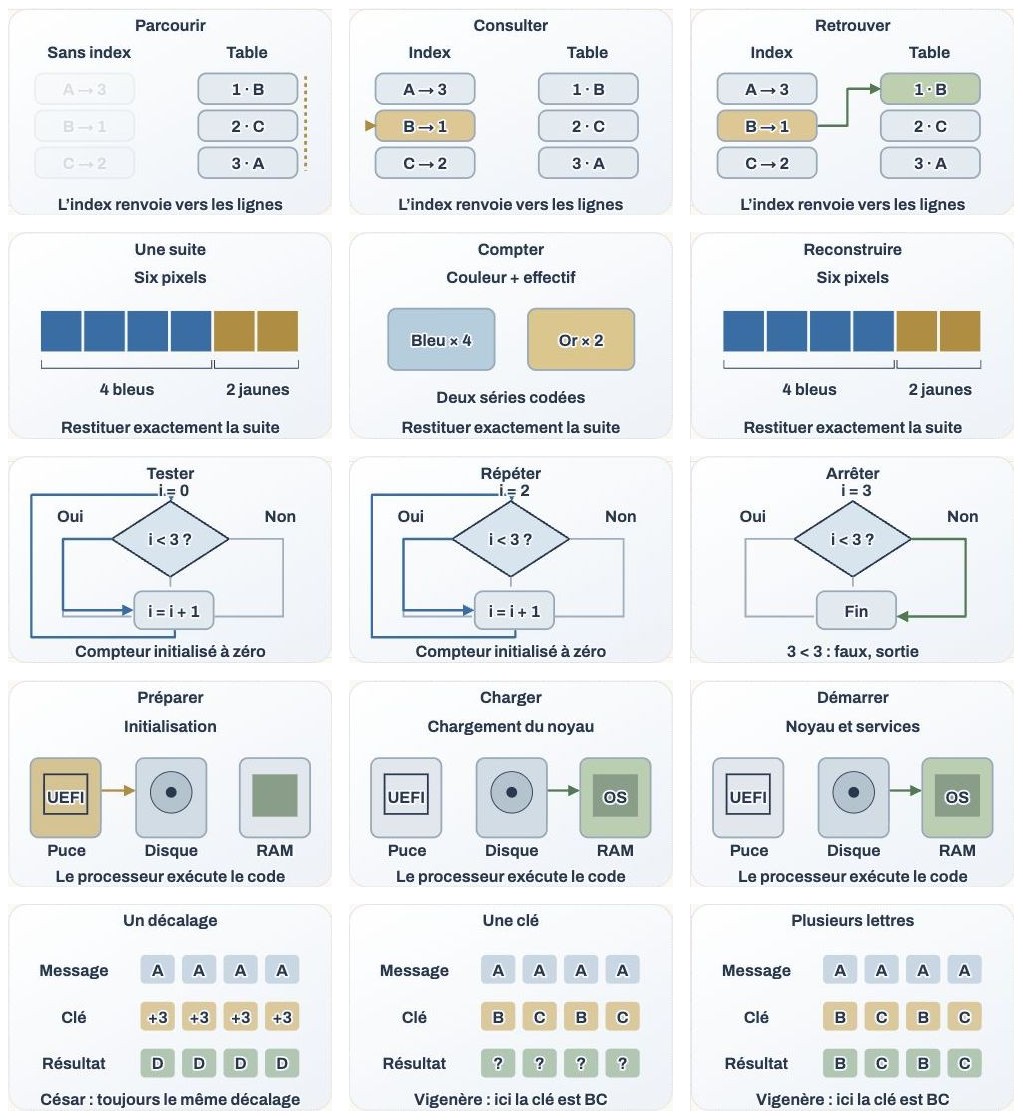 Parcourir
Sans index Table
A → 3 1 · B
B → 1 2 · C
C → 2 3 · A
L'index renvoie vers les lignes
Consulter
Index Table
A → 3 1 · B
B → 1 2 · C
C → 2 3 · A
L'index renvoie vers les lignes
Retrouver
Index Table
A → 3 1 · B
B → 1 2 · C
C → 2 3 · A
L'index renvoie vers les lignes
Une suite
Six pixels
4 bleus 2 jaunes
Restituer exactement la suite
Compter
Couleur + effectif
Bleu × 4 Or × 2
Deux séries codées
Restituer exactement la suite
Reconstruire
Six pixels
4 bleus 2 jaunes
Restituer exactement la suite
Tester
i = 0
Oui Non
i < 3 ?
i = i + 1
Compteur initialisé à zéro
Répéter
i = 2
Oui Non
i < 3 ?
i = i + 1
Compteur initialisé à zéro
Arrêter
i = 3
Oui Non
i < 3 ?
Fin
3 < 3 : faux, sortie
Préparer
Initialisation
UEFI
Puce Disque RAM
Le processeur exécute le code
Charger
Chargement du noyau
UEFI OS
Puce Disque RAM
Le processeur exécute le code
Démarrer
Noyau et services
UEFI OS
Puce Disque RAM
Le processeur exécute le code
Un décalage
Message A A A A
Clé +3 +3 +3 +3
Résultat D D D D
César : toujours le même décalage
Une clé
Message A A A A
Clé B C B C
Résultat ? ? ? ?
Vigenère : ici la clé est BC
Plusieurs lettres
Message A A A A
Clé B C B C
Résultat B C B C
Vigenère : ici la clé est BC